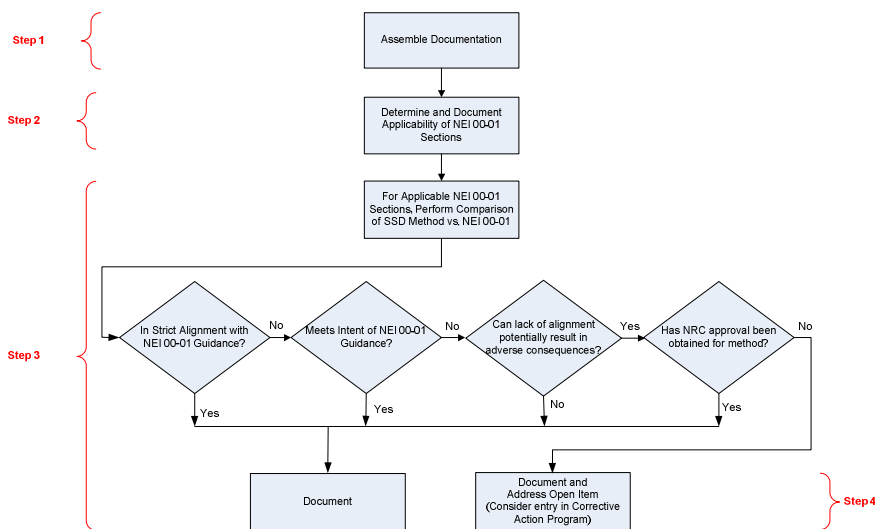 Step 1
Assemble Documentation
Step 2
Determine and Document
Applicability of NEI 00-01
Sections
For Applicable NEI 00-01
Sections, Perform Comparison
of SSD Method vs. NEI 00-01
Step 3
In Strict Alignment with
NEI 00-01 Guidance?
No
Yes
Meets Intent of NEI 00-01
Guidance?
No
Yes
Can lack of alignment
potentially result in
adverse consequences?
Yes
No
Has NRC approval been
obtained for method?
No
Yes
Document
Document and
Address Open Item
(Consider entry in Corrective
Action Program)
Step 4